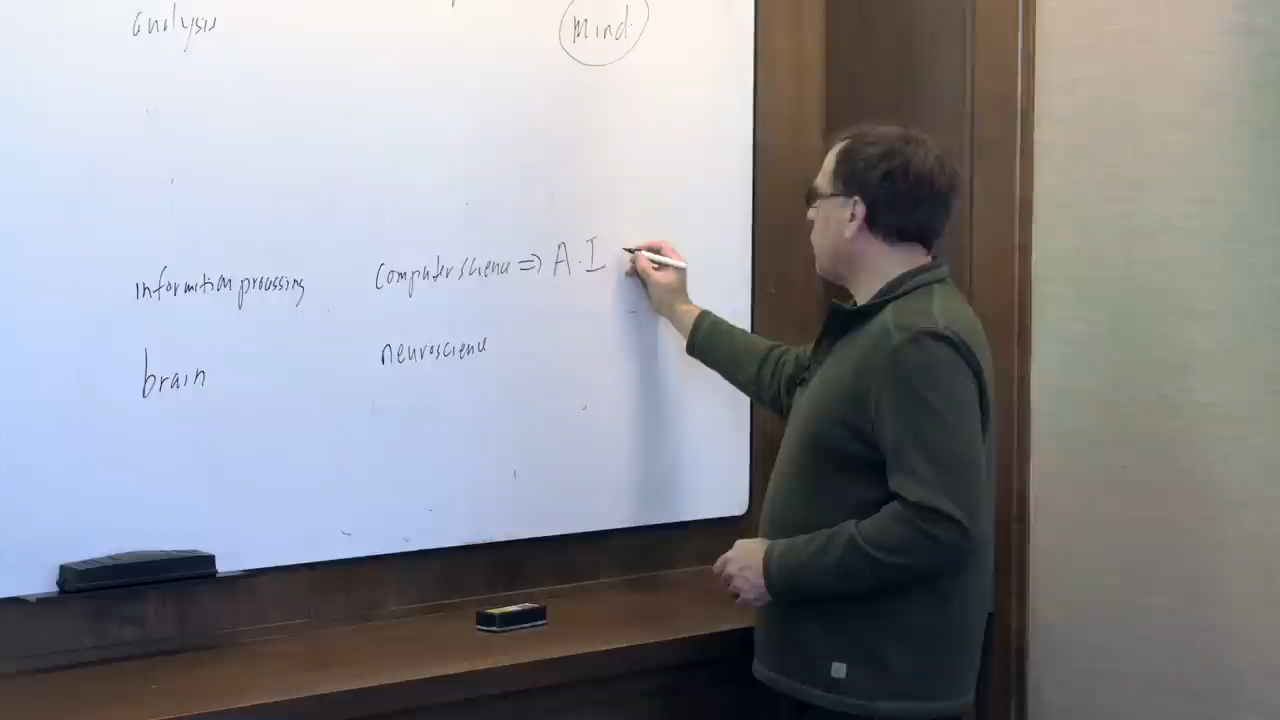 analysis
Mind
information processing
computer science => A.I
brain
neuroscience